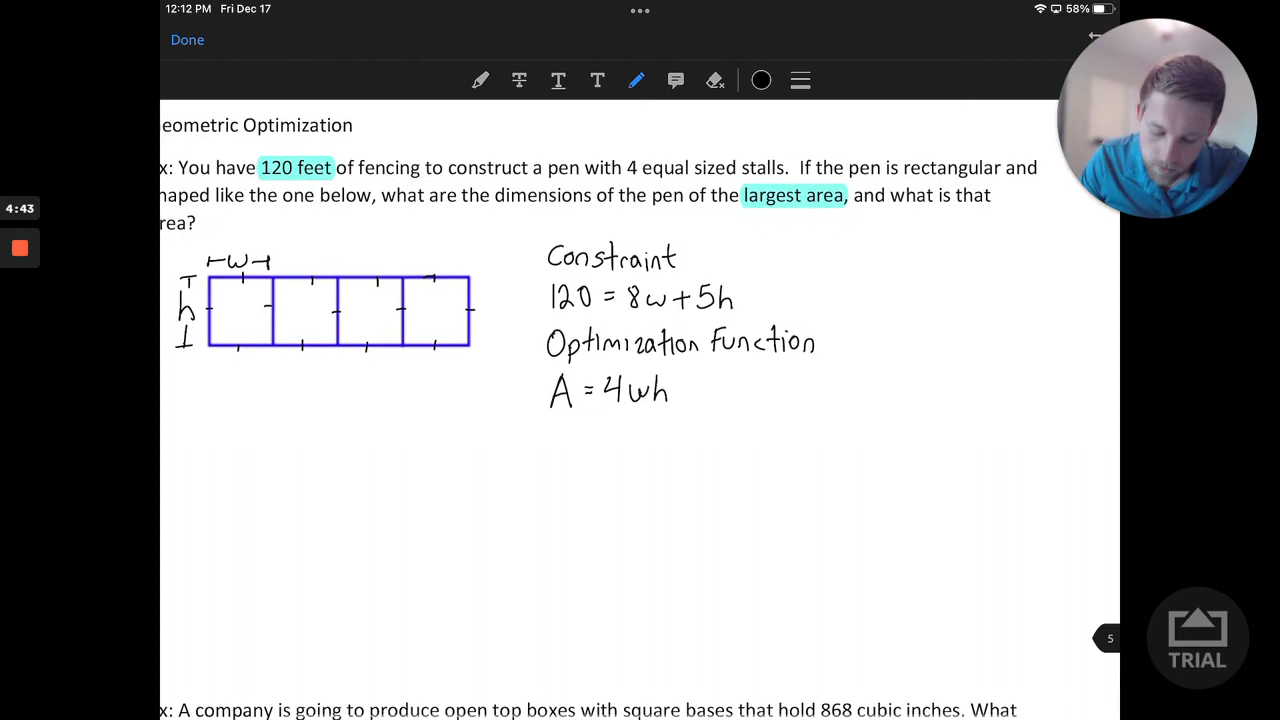 12:12 PM Fri Dec 17
58%
Done
4:43
eometric Optimization
x: You have 120 feet of fencing to construct a pen with 4 equal sized stalls. If the pen is rectangular and
haped like the one below, what are the dimensions of the pen of the largest area, and what is that
rea?
w
h
Constraint
120 = 8w + 5h
Optimization Function
A = 4wh
5
TRIAL
x: A company is going to produce open top boxes with square bases that hold 868 cubic inches. What